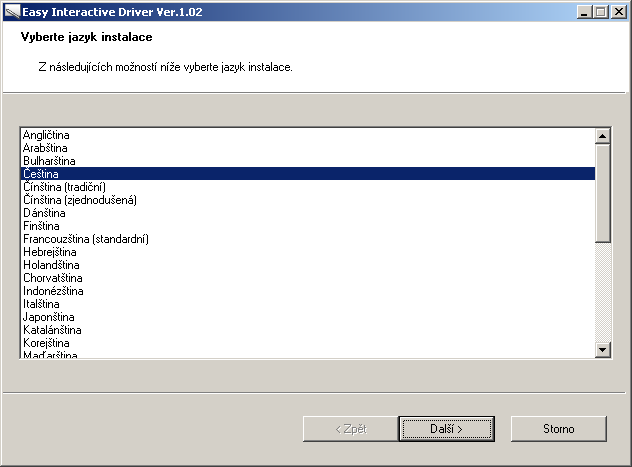 Easy Interactive Driver Ver.1.02
Vyberte jazyk instalace
Z následujících možností níže vyberte jazyk instalace.
Angličtina
Arabština
Bulharština
Čeština
Čínština (tradiční)
Čínština (zjednodušená)
Dánština
Finština
Francouzština (standardní)
Hebrejština
Holandština
Chorvatština
Indonézština
Italština
Japonština
Katalánština
Korejština
Maďarština
< Zpět
Další >
Storno